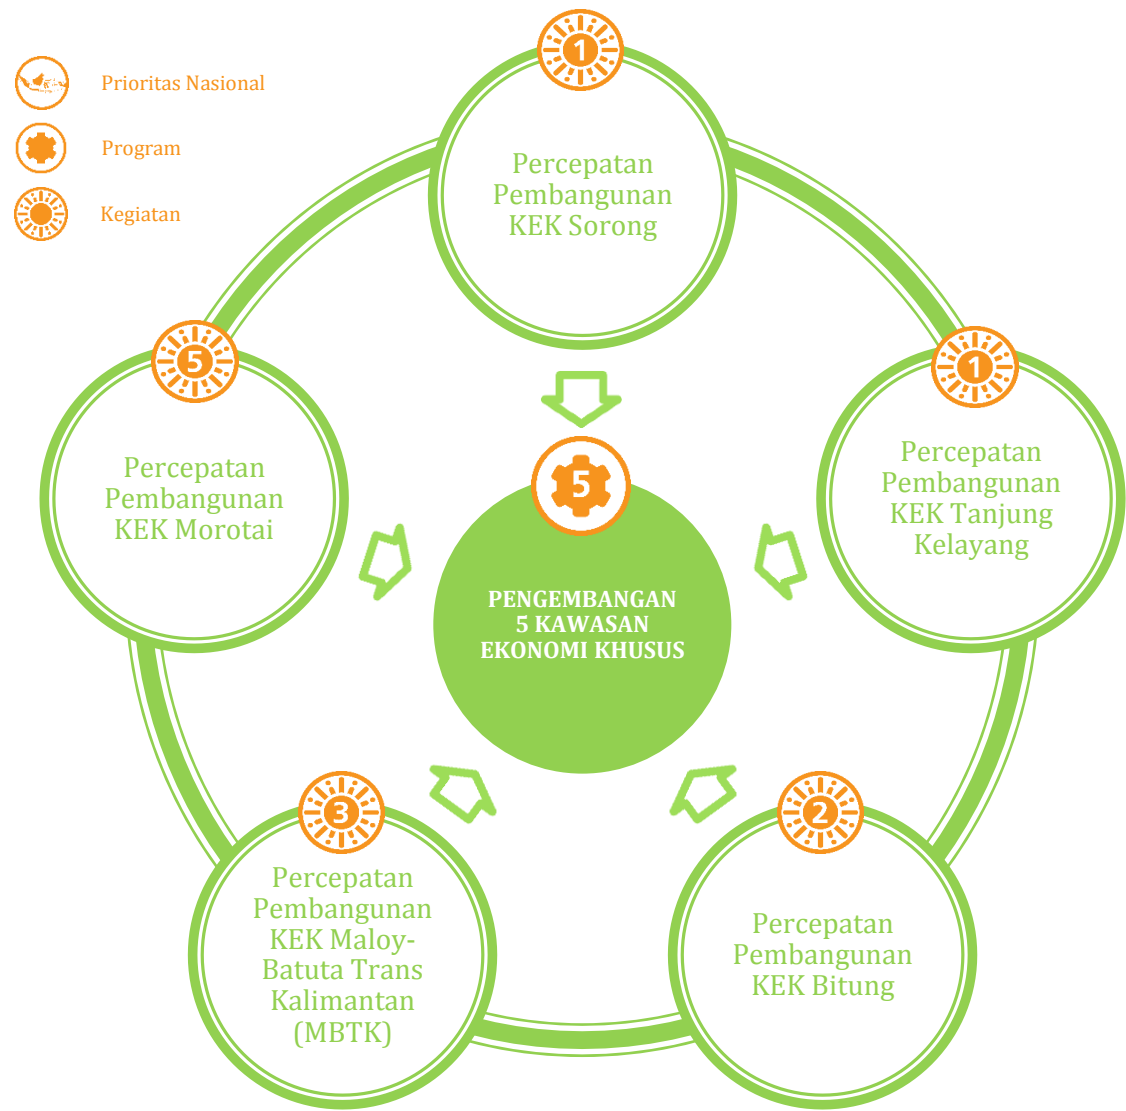 Prioritas Nasional
Program
Kegiatan
1
Percepatan
Pembangunan
KEK Sorong
1
Percepatan
Pembangunan
KEK Tanjung
Kelayang
2
Percepatan
Pembangunan
KEK Bitung
3
Percepatan
Pembangunan
KEK Maloy-
Batuta Trans
Kalimantan
(MBTK)
5
Percepatan
Pembangunan
KEK Morotai
5
PENGEMBANGAN
5 KAWASAN
EKONOMI KHUSUS